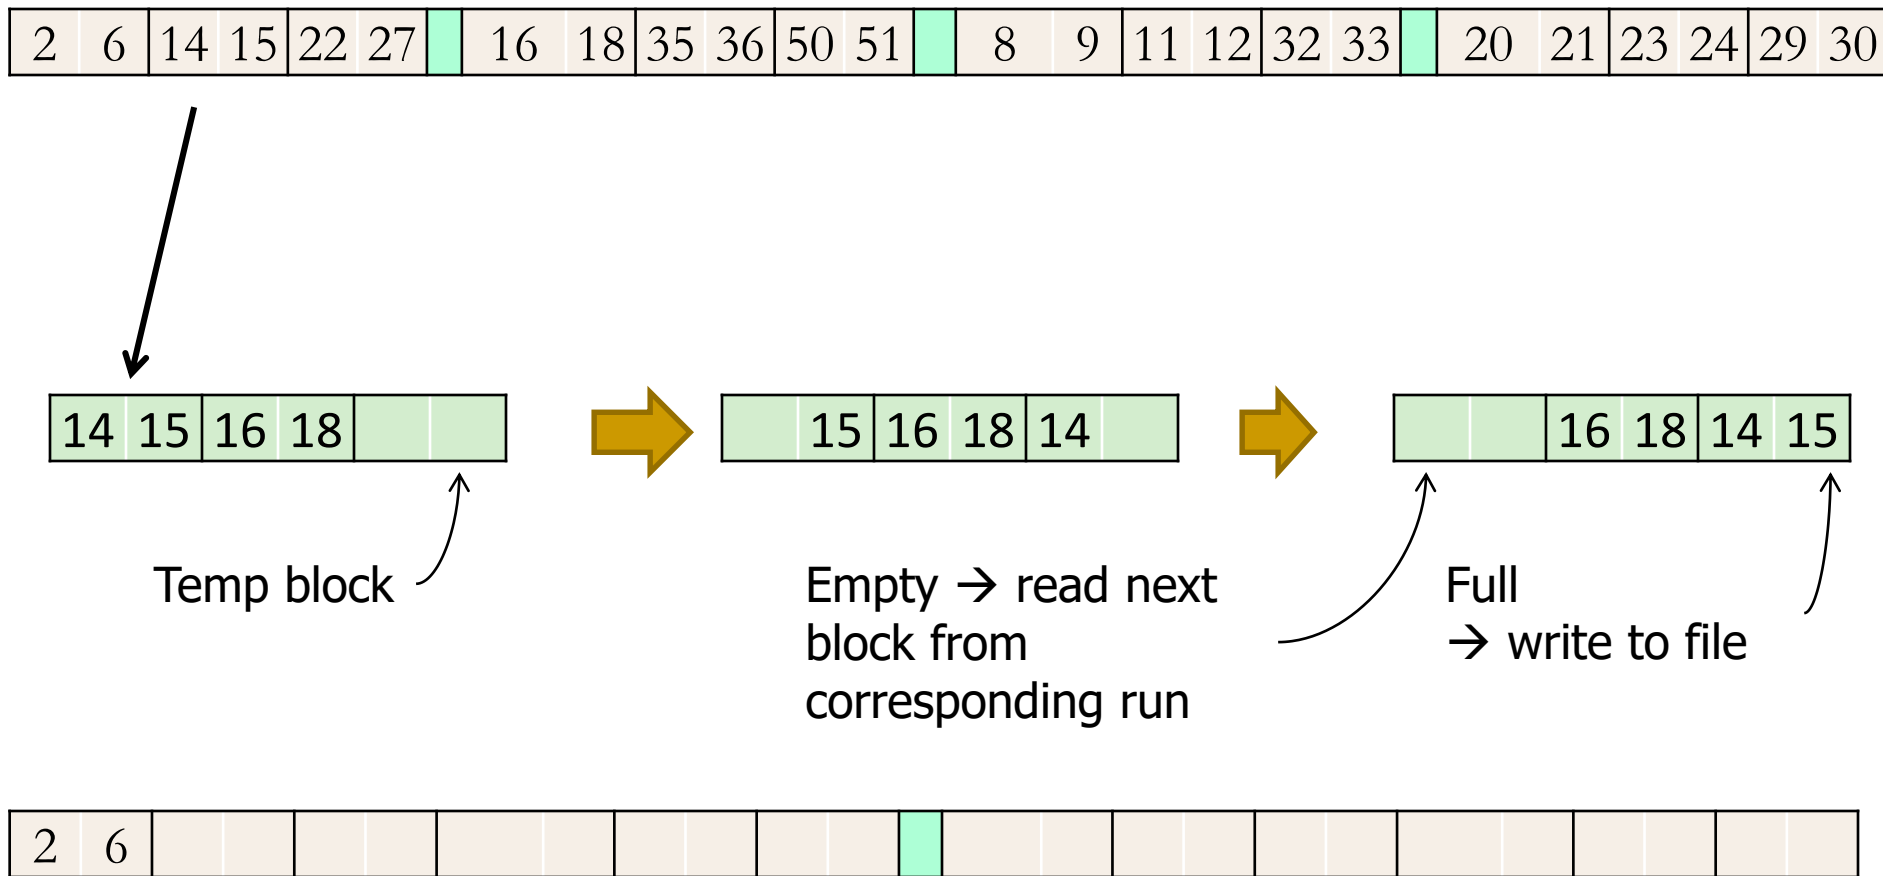 2 6 14 15 22 27 16 18 35 36 50 51 8 9 11 12 32 33 20 21 23 24 29 30
14 15 16 18
15 16 18 14
16 18 14 15
Temp block
Empty → read next
block from
corresponding run
Full
→ write to file
2 6